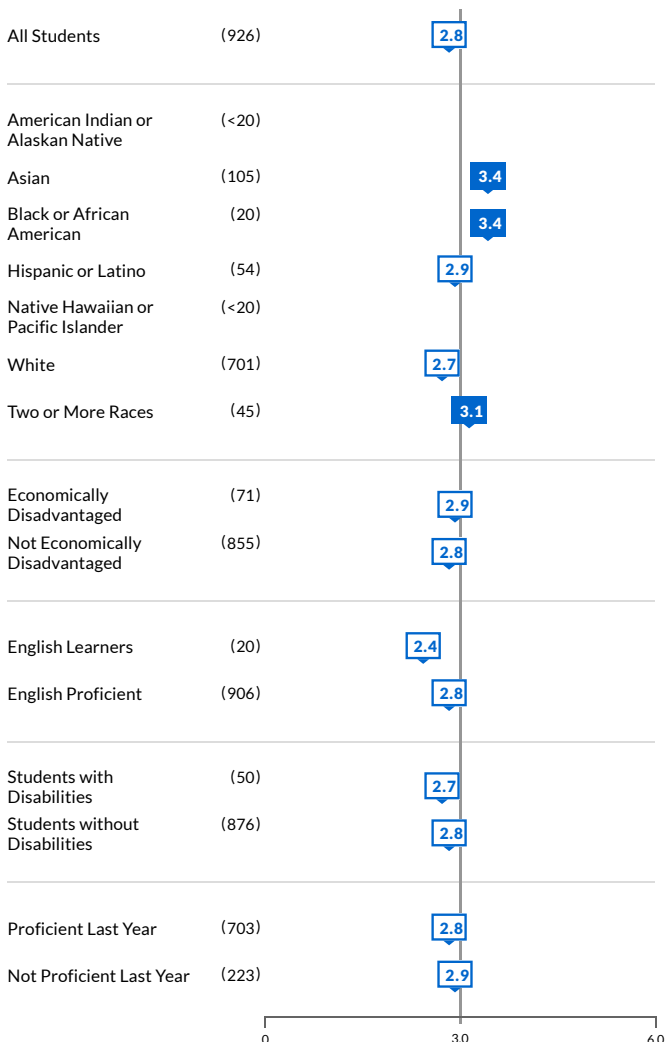 All Students (926) 2.8
American Indian or (<20)
Alaskan Native
Asian (105) 3.4
Black or African (20) 3.4
American
Hispanic or Latino (54) 2.9
Native Hawaiian or (<20)
Pacific Islander
White (701) 2.7
Two or More Races (45) 3.1
Economically (71) 2.9
Disadvantaged
Not Economically (855) 2.8
Disadvantaged
English Learners (20) 2.4
English Proficient (906) 2.8
Students with (50) 2.7
Disabilities
Students without (876) 2.8
Disabilities
Proficient Last Year (703) 2.8
Not Proficient Last Year (223) 2.9
0 3.0 6.0